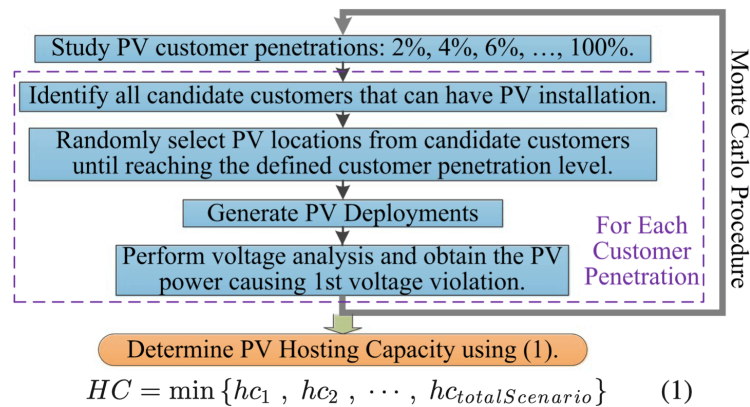 Study PV customer penetrations: 2%, 4%, 6%, …, 100%.
Identify all candidate customers that can have PV installation.
Randomly select PV locations from candidate customers
until reaching the defined customer penetration level.
Generate PV Deployments
Perform voltage analysis and obtain the PV
power causing 1st voltage violation.
For Each
Customer
Penetration
Monte Carlo Procedure
Determine PV Hosting Capacity using (1).
HC = min {hc₁ , hc₂ , ⋯ , hc_{totalScenario}} (1)